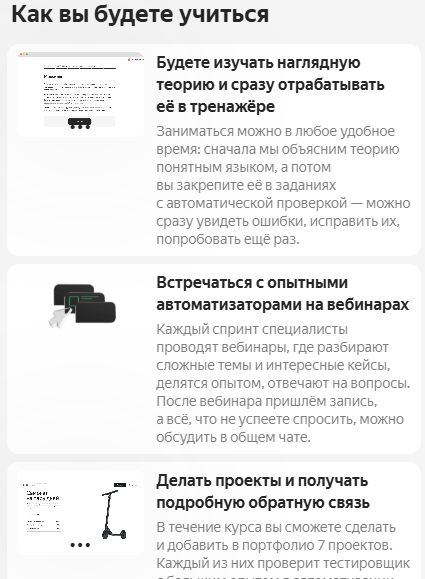 Как вы будете учиться
Будете изучать наглядную
теорию и сразу отрабатывать
её в тренажёре
Заниматься можно в любое удобное
время: сначала мы объясним теорию
понятным языком, а потом
вы закрепите её в заданиях
с автоматической проверкой — можно
сразу увидеть ошибки, исправить их,
попробовать ещё раз.
Встречаться с опытными
автоматизаторами на вебинарах
Каждый спринт специалисты
проводят вебинары, где разбирают
сложные темы и интересные кейсы,
делятся опытом, отвечают на вопросы.
После вебинара пришлём запись,
а всё, что не успеете спросить, можно
обсудить в общем чате.
Самокат
на пару дней
Делать проекты и получать
подробную обратную связь
В течение курса вы сможете сделать
и добавить в портфолио 7 проектов.
Каждый из них проверит тестировщик